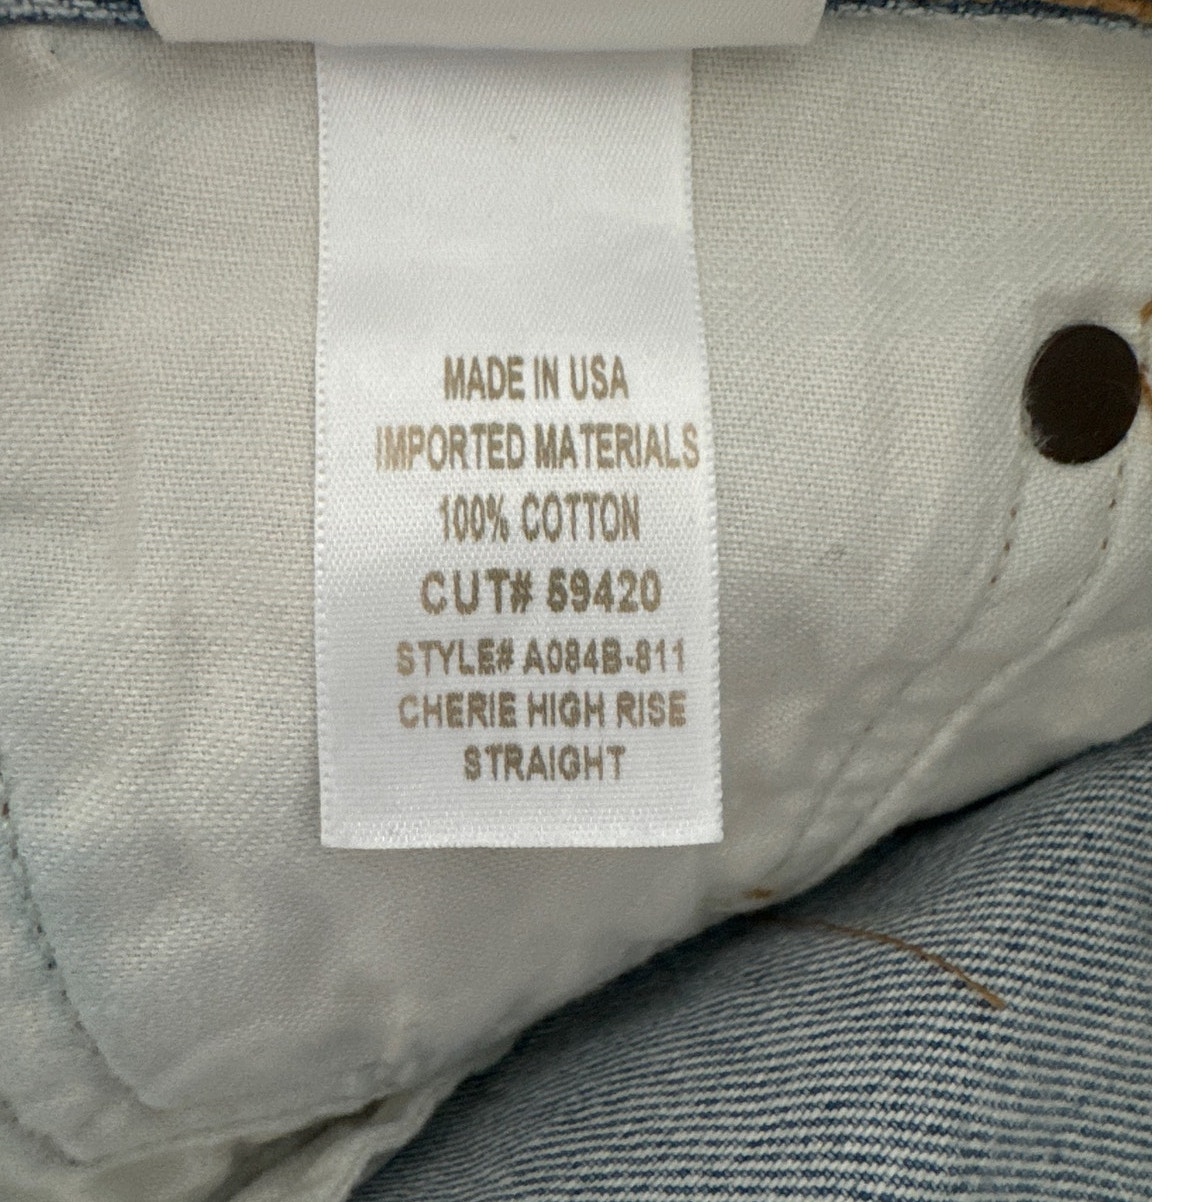 MADE IN USA
IMPORTED MATERIALS
100% COTTON
CUT# 59420
STYLE# A084B-811
CHERIE HIGH RISE
STRAIGHT